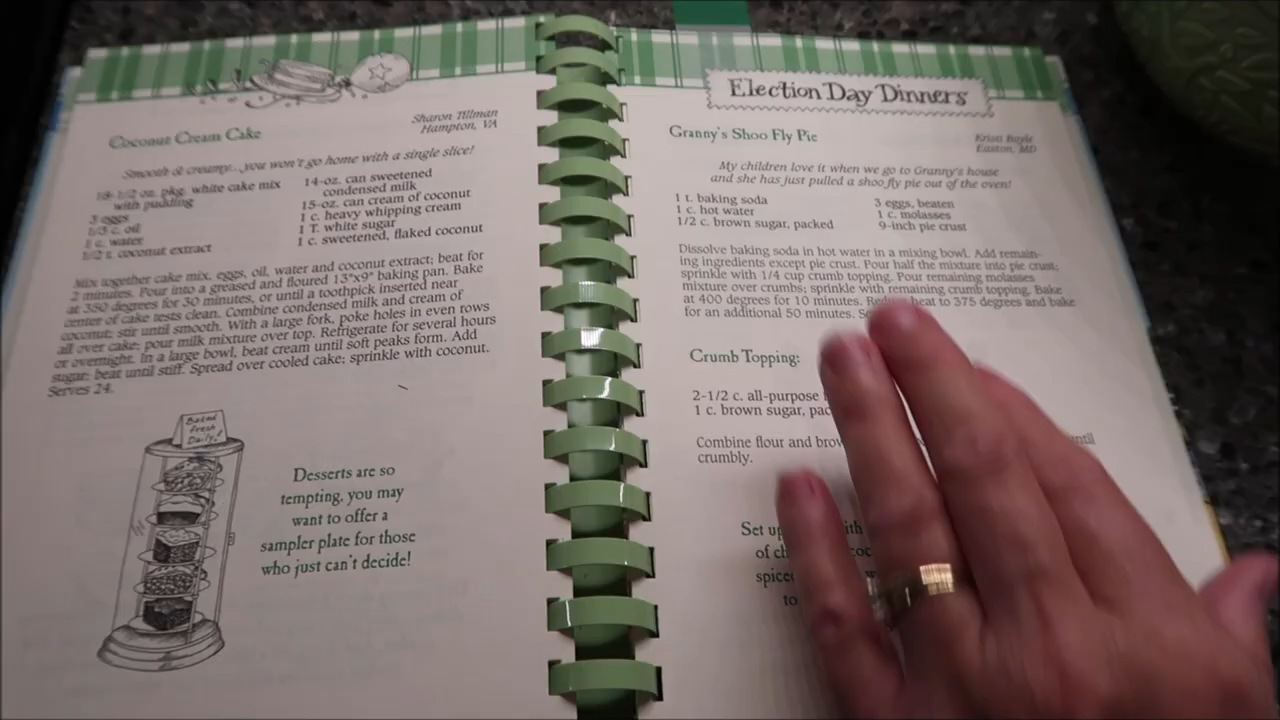 Coconut Cream Cake
Sharon Tillman
Hampton, VA
Smooth & creamy...you won't go home with a single slice!
18-1/2 oz. pkg. white cake mix
with pudding
3 eggs
1/3 c. oil
1 c. water
1/2 t. coconut extract
14-oz. can sweetened
condensed milk
15-oz. can cream of coconut
1 c. heavy whipping cream
1 T. white sugar
1 c. sweetened, flaked coconut
Mix together cake mix, eggs, oil, water and coconut extract; beat for
2 minutes. Pour into a greased and floured 13"x9" baking pan. Bake
at 350 degrees for 30 minutes, or until a toothpick inserted near
center of cake tests clean. Combine condensed milk and cream of
coconut; stir until smooth. With a large fork, poke holes in even rows
all over cake; pour milk mixture over top. Refrigerate for several hours
or overnight. In a large bowl, beat cream until soft peaks form. Add
sugar; beat until stiff. Spread over cooled cake; sprinkle with coconut.
Serves 24.
Baked
Fresh
Daily!
Desserts are so
tempting, you may
want to offer a
sampler plate for those
who just can't decide!
Election Day Dinners
Granny's Shoo Fly Pie
Kristi Boyle
Easton, MD
My children love it when we go to Granny's house
and she has just pulled a shoo fly pie out of the oven!
1 t. baking soda
1 c. hot water
1/2 c. brown sugar, packed
3 eggs, beaten
1 c. molasses
9-inch pie crust
Dissolve baking soda in hot water in a mixing bowl. Add remain-
ing ingredients except pie crust. Pour half the mixture into pie crust;
sprinkle with 1/4 cup crumb topping. Pour remaining molasses
mixture over crumbs; sprinkle with remaining crumb topping. Bake
at 400 degrees for 10 minutes. Reduce heat to 375 degrees and bake
for an additional 50 minutes.
Crumb Topping:
2-1/2 c. all-purpose
1 c. brown sugar,
Combine flour and until
crumbly.
Set up
of
to